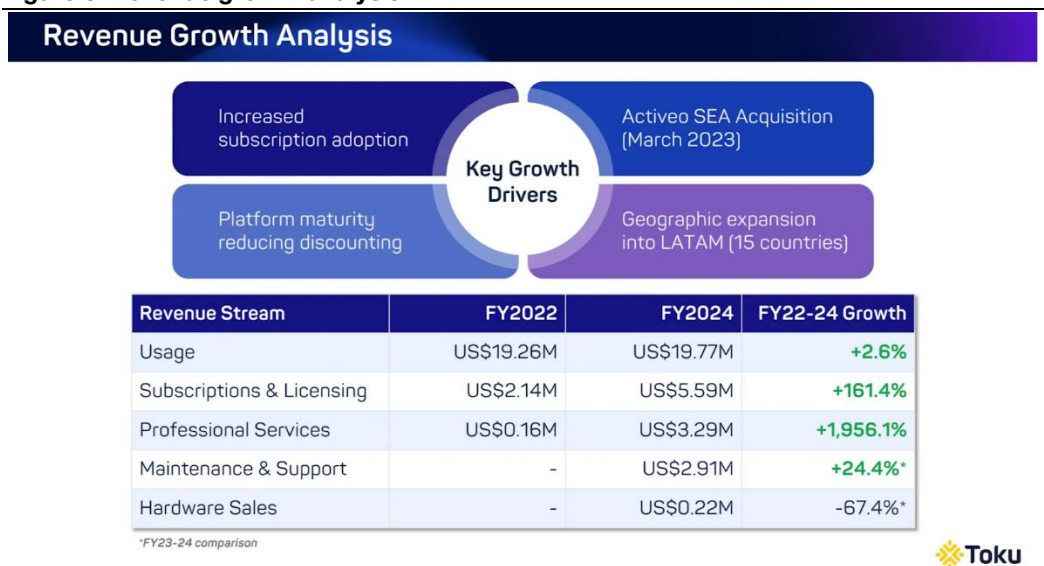 Revenue Growth Analysis
Increased
subscription adoption
Activeo SEA Acquisition
(March 2023)
Key Growth
Drivers
Platform maturity
reducing discounting
Geographic expansion
into LATAM (15 countries)
Revenue Stream FY2022 FY2024 FY22-24 Growth
Usage US$19.26M US$19.77M +2.6%
Subscriptions & Licensing US$2.14M US$5.59M +161.4%
Professional Services US$0.16M US$3.29M +1,956.1%
Maintenance & Support - US$2.91M +24.4%*
Hardware Sales - US$0.22M -67.4%*
*FY23-24 comparison
Toku